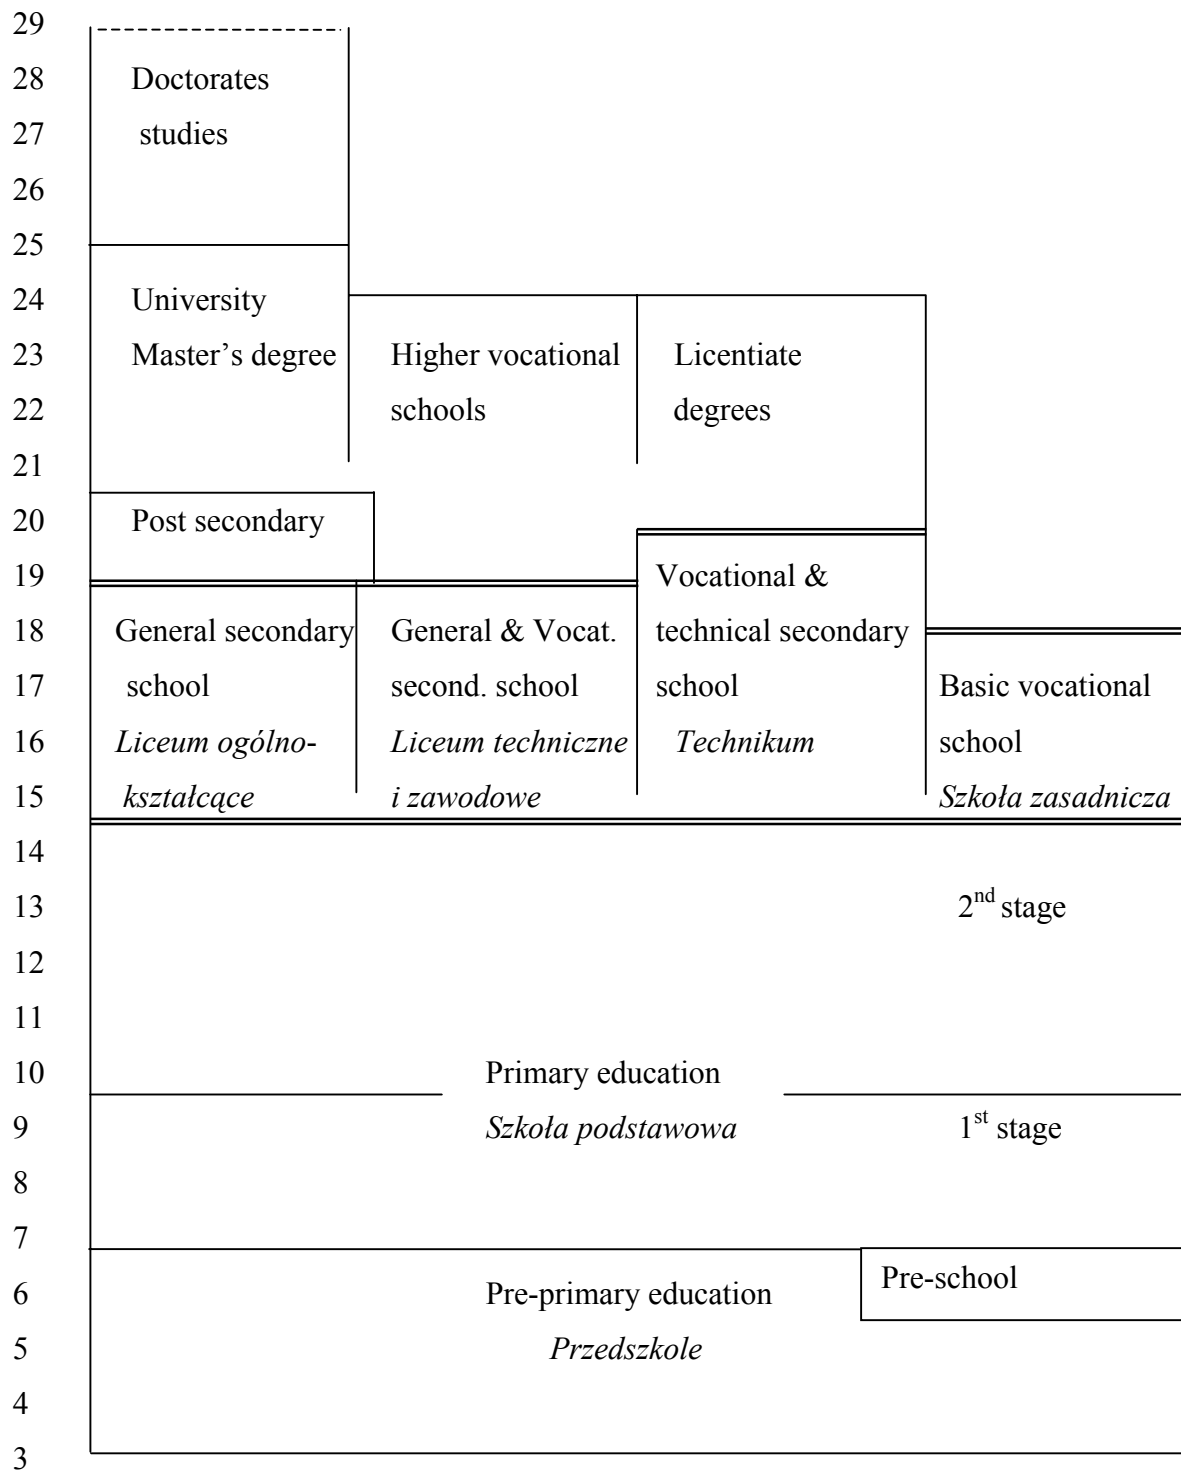 29
28 Doctorates
27 studies
26
25
24 University
23 Master’s degree Higher vocational Licentiate
22 schools degrees
21
20 Post secondary
19 Vocational &
18 General secondary General & Vocat. technical secondary
17 school second. school school Basic vocational
16 Liceum ogólno- Liceum techniczne Technikum school
15 kształcące i zawodowe Szkoła zasadnicza
14
13 2nd stage
12
11
10 Primary education
9 Szkoła podstawowa 1st stage
8
7
Pre-school
6 Pre-primary education
5 Przedszkole
4
3